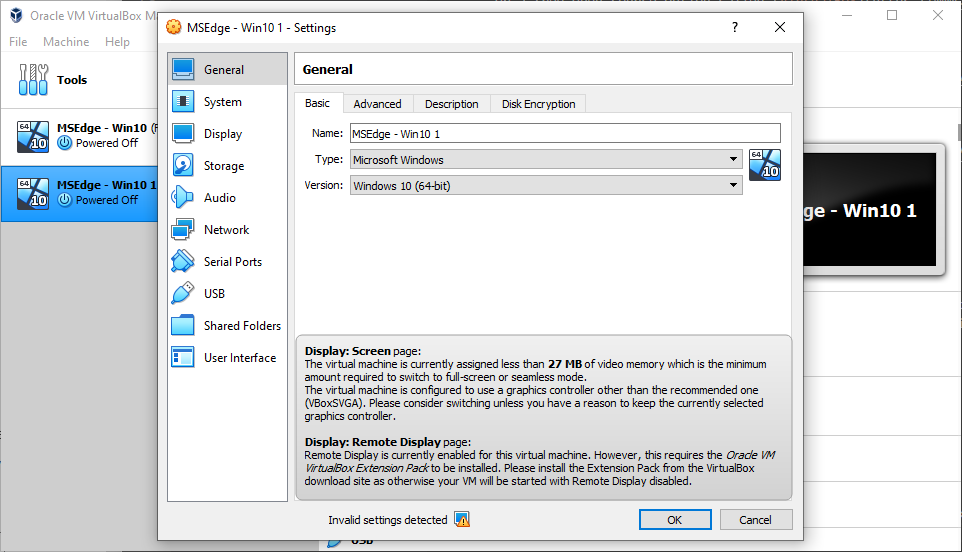 Oracle VM VirtualBox M
File Machine Help
Tools
64
10
MSEdge - Win10
Powered Off
64
10
MSEdge - Win10 1
Powered Off
MSEdge - Win10 1 - Settings
?
General
System
Display
Storage
Audio
Network
Serial Ports
USB
Shared Folders
User Interface
General
Basic Advanced Description Disk Encryption
Name: MSEdge - Win10 1
Type: Microsoft Windows
Version: Windows 10 (64-bit)
64
10
Display: Screen page:
The virtual machine is currently assigned less than 27 MB of video memory which is the minimum
amount required to switch to full-screen or seamless mode.
The virtual machine is configured to use a graphics controller other than the recommended one
(VBoxSVGA). Please consider switching unless you have a reason to keep the currently selected
graphics controller.
Display: Remote Display page:
Remote Display is currently enabled for this virtual machine. However, this requires the Oracle VM
VirtualBox Extension Pack to be installed. Please install the Extension Pack from the VirtualBox
download site as otherwise your VM will be started with Remote Display disabled.
Invalid settings detected
OK Cancel
ge - Win10 1
USB